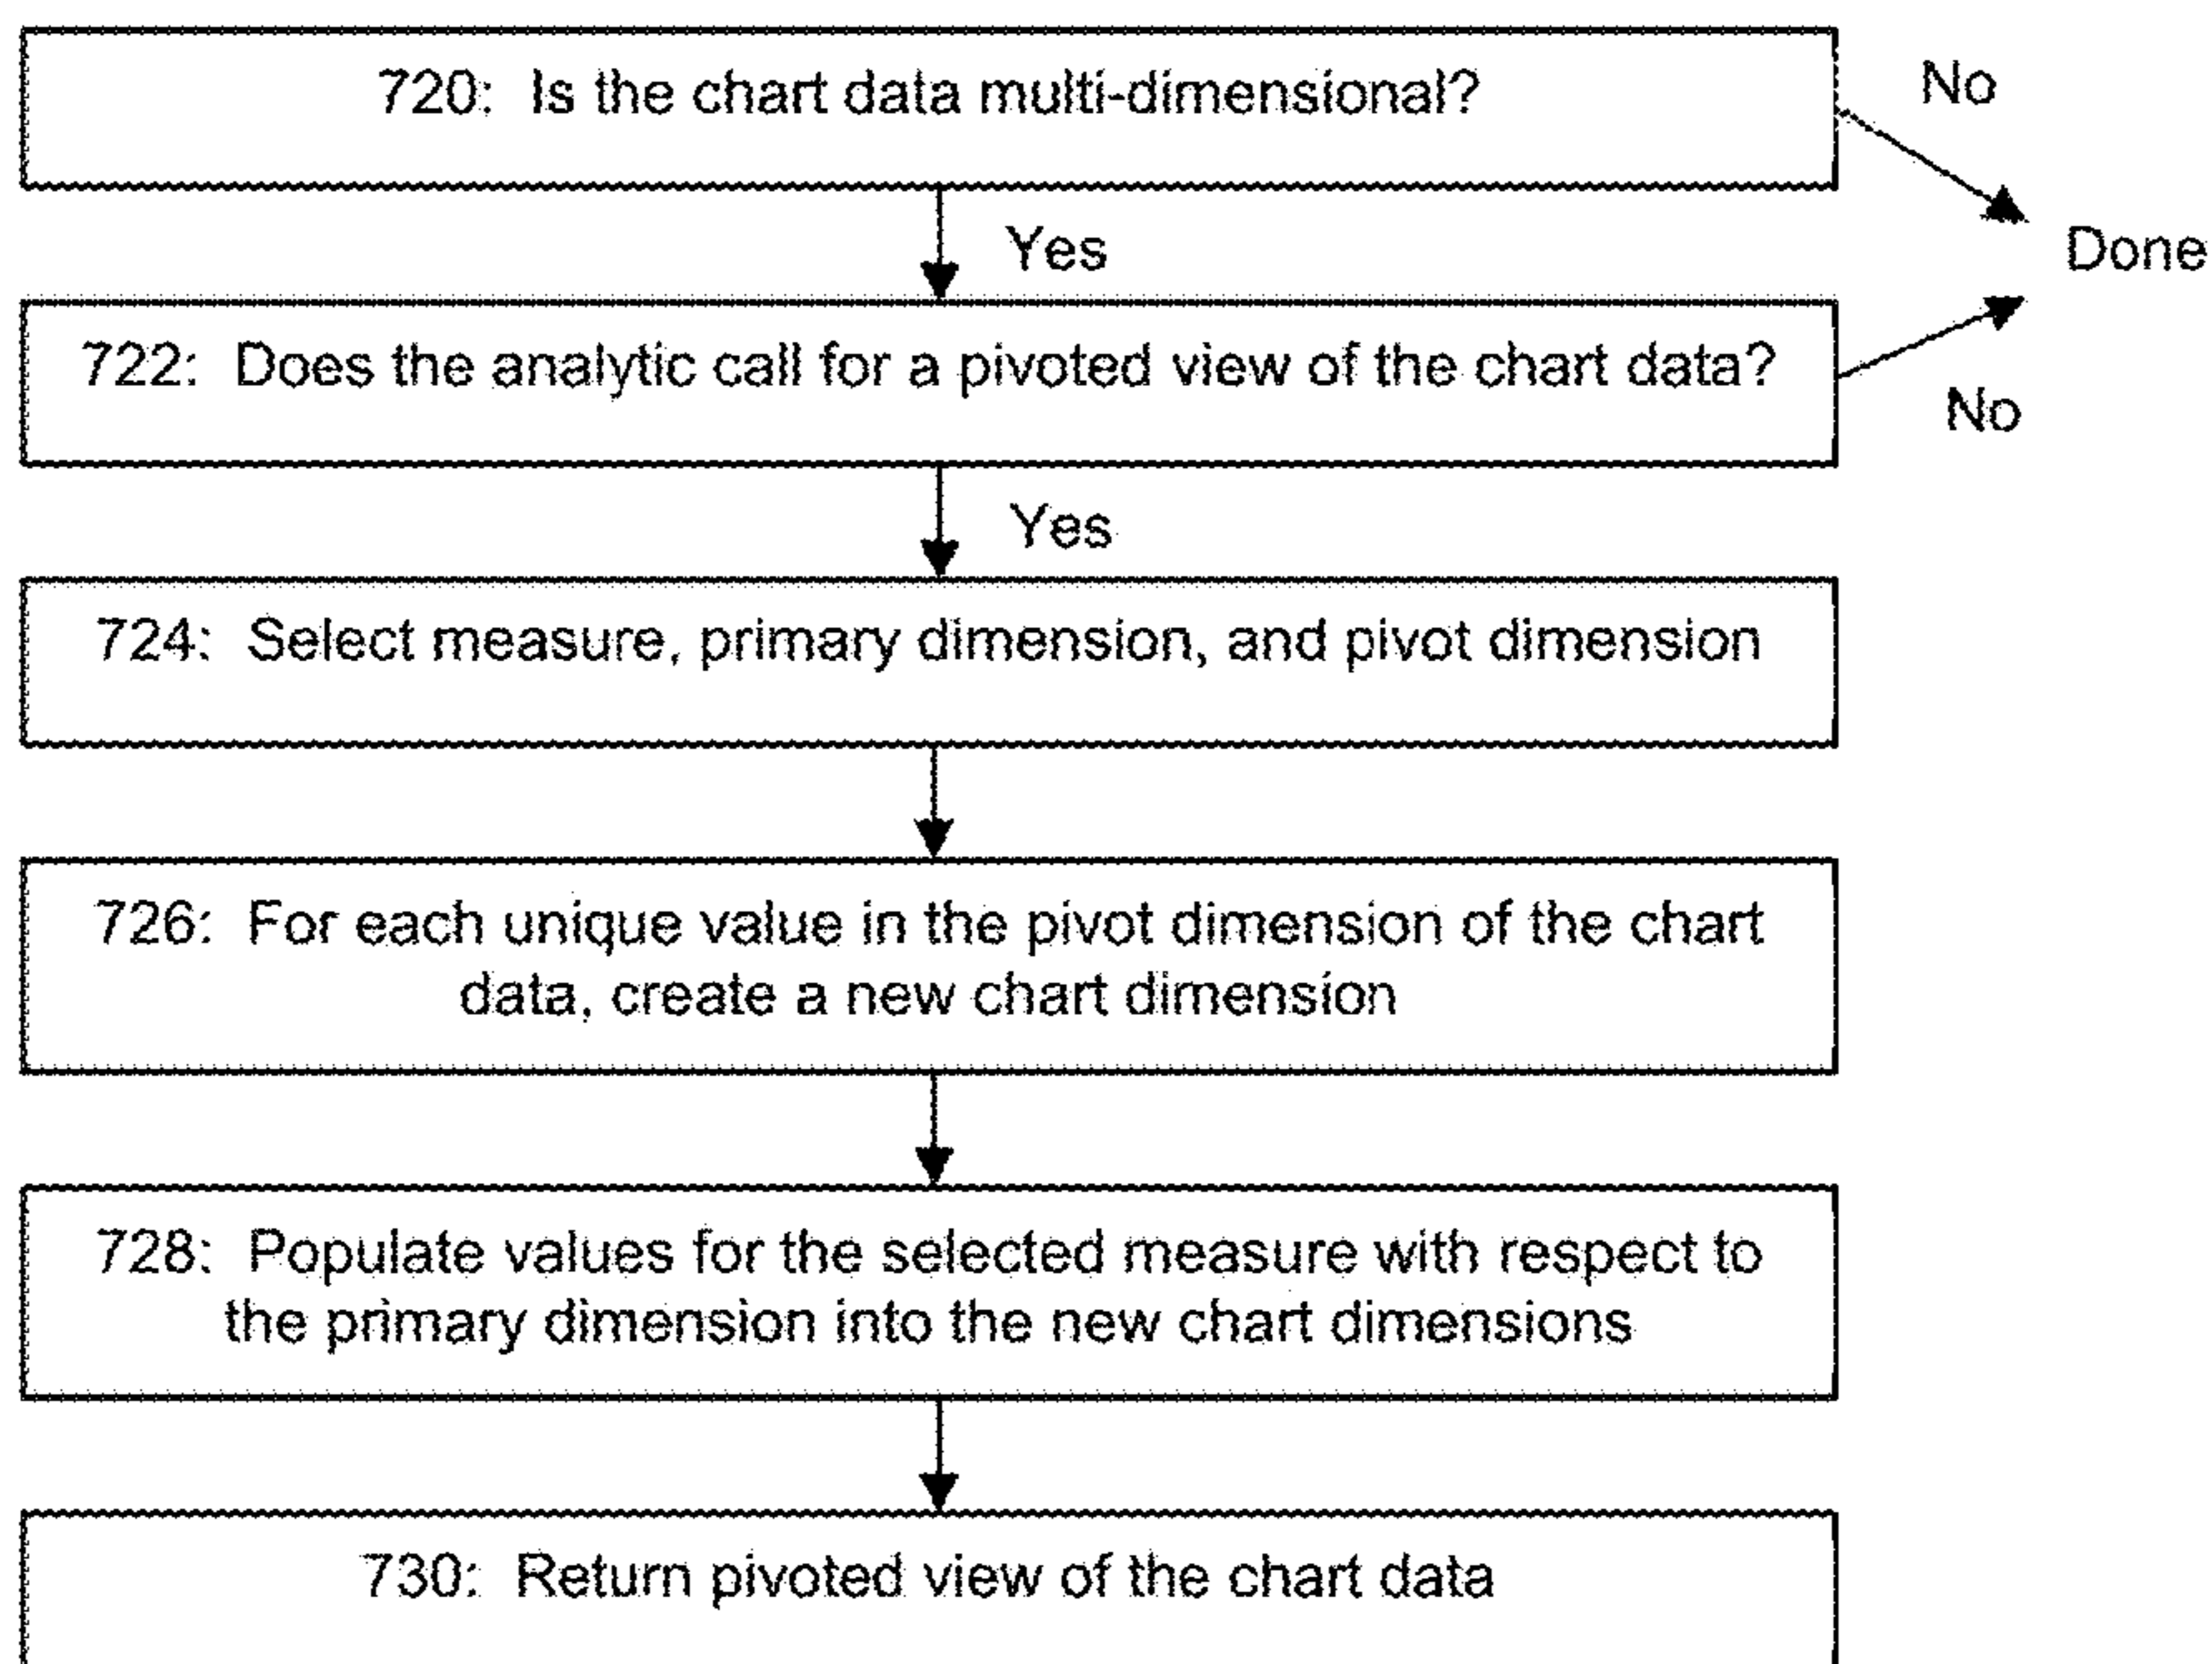 720: Is the chart data multi-dimensional?
No
Yes
Done
722: Does the analytic call for a pivoted view of the chart data?
No
Yes
724: Select measure, primary dimension, and pivot dimension
726: For each unique value in the pivot dimension of the chart
data, create a new chart dimension
728: Populate values for the selected measure with respect to
the primary dimension into the new chart dimensions
730: Return pivoted view of the chart data